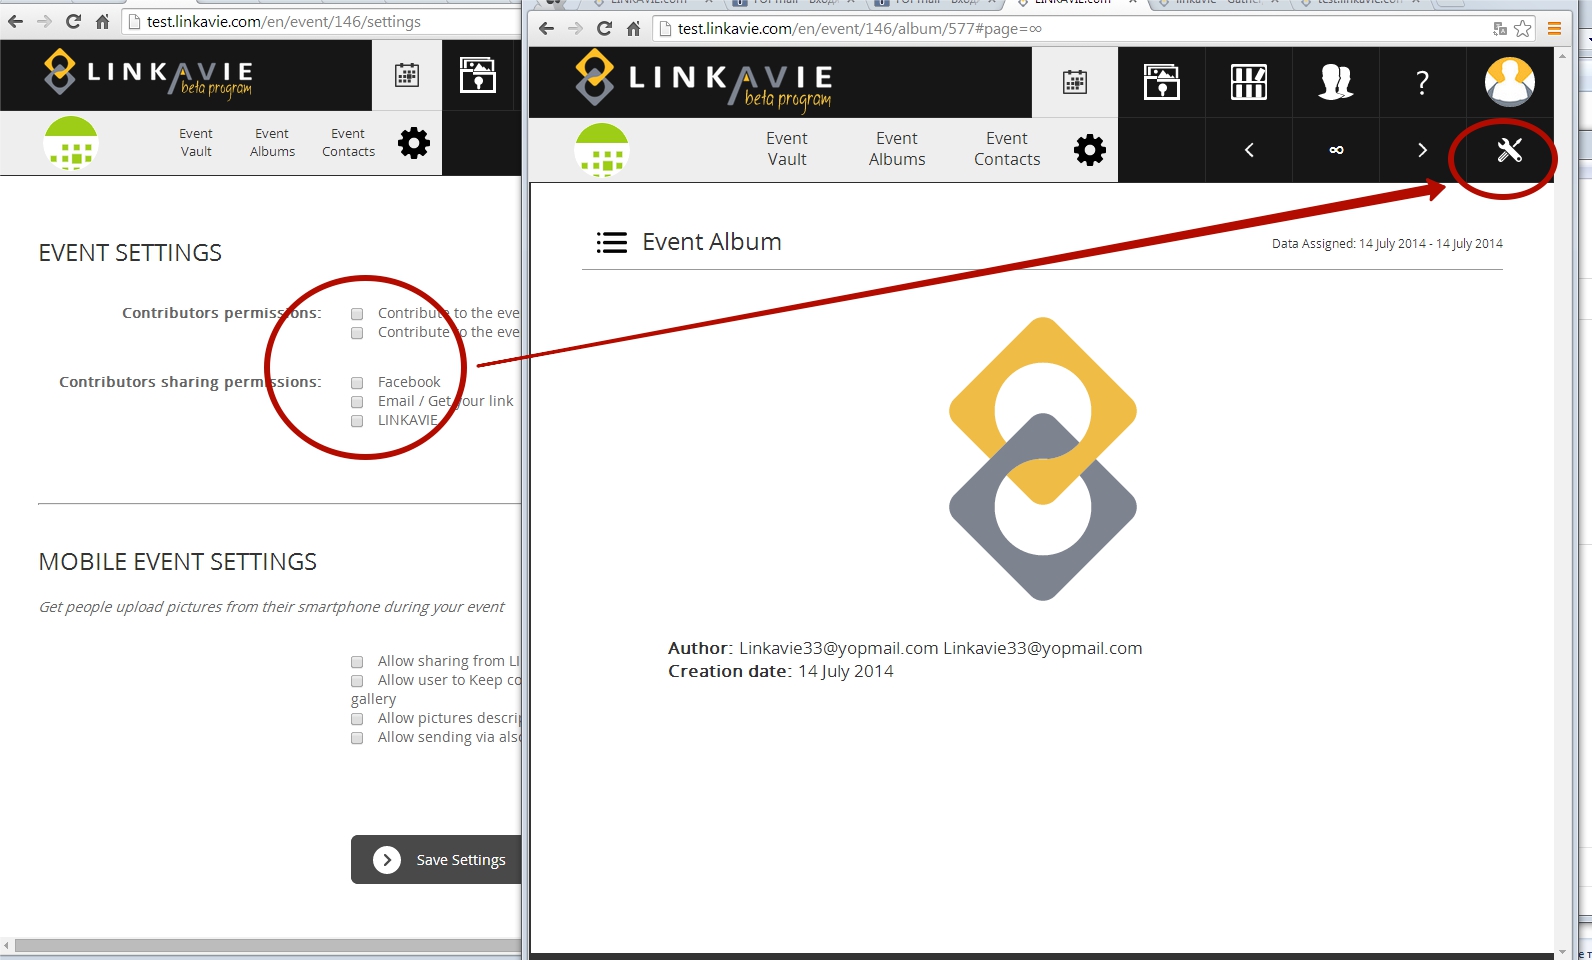 test.linkavie.com/en/event/146/settings
LINKAVIE
beta program
Event Vault
Event Albums
Event Contacts
EVENT SETTINGS
Contributors permissions:
Contribute to the eve
Contribute to the eve
Contributors sharing permissions:
Facebook
Email / Get your link
LINKAVIE
MOBILE EVENT SETTINGS
Get people upload pictures from their smartphone during your event
Allow sharing from LI
Allow user to Keep co
gallery
Allow pictures descrip
Allow sending via also
Save Settings
test.linkavie.com/en/event/146/album/577#page=∞
LINKAVIE
beta program
?
Event Vault
Event Albums
Event Contacts
< ∞ >
Event Album
Data Assigned: 14 July 2014 - 14 July 2014
Author: Linkavie33@yopmail.com Linkavie33@yopmail.com
Creation date: 14 July 2014